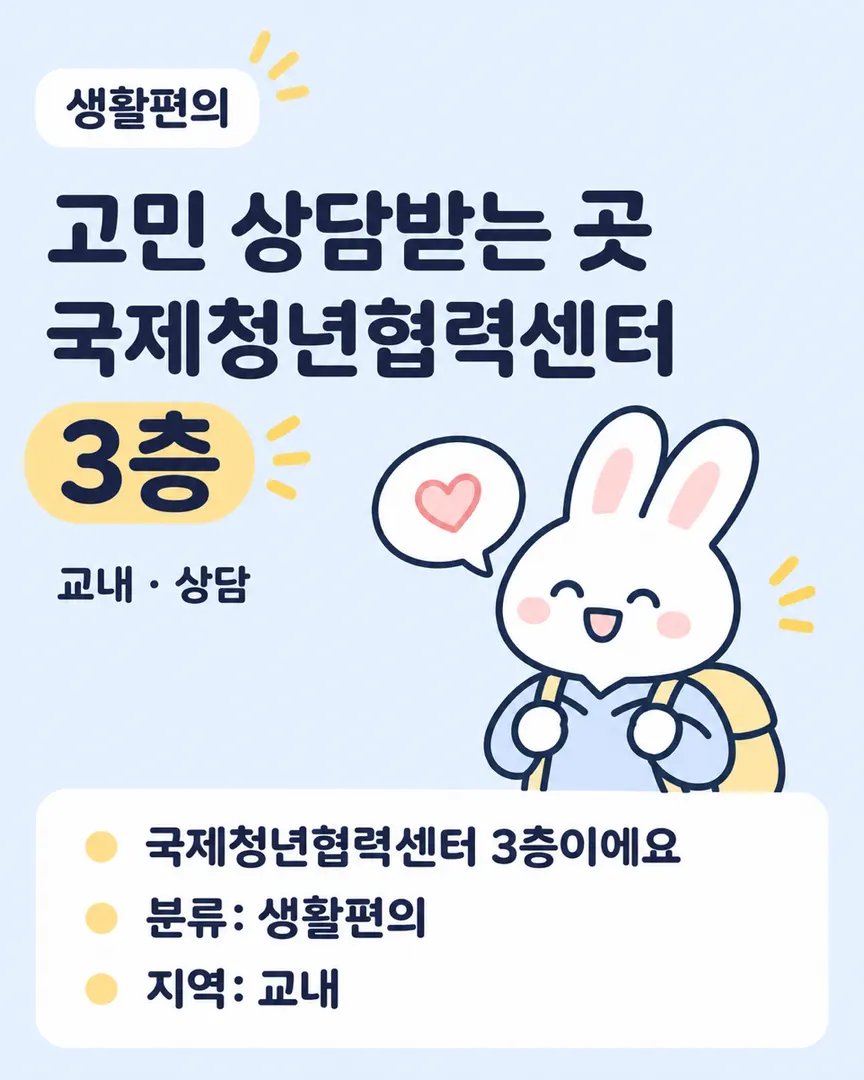 생활편의
고민 상담받는 곳
국제청년협력센터
3층
교내 · 상담
국제청년협력센터 3층이에요
분류: 생활편의
지역: 교내